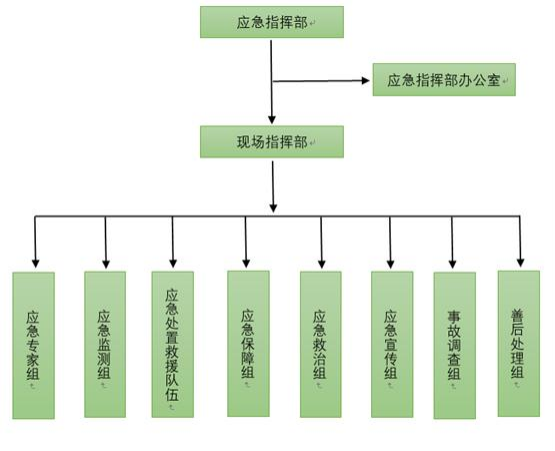 应急指挥部
应急指挥部办公室
现场指挥部
应急专家组
应急监测组
应急处置救援队伍
应急保障组
应急救治组
应急宣传组
事故调查组
善后处理组